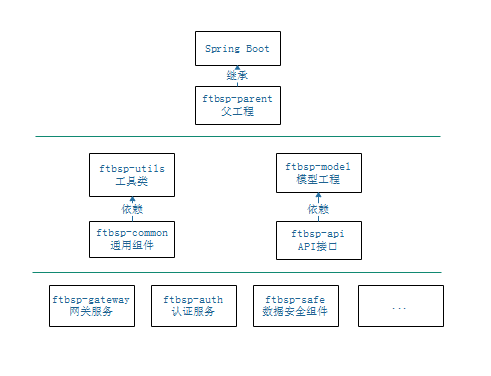 Spring Boot
继承
ftbsp-parent
父工程
ftbsp-utils
工具类
ftbsp-model
模型工程
依赖
依赖
ftbsp-common
通用组件
ftbsp-api
API接口
ftbsp-gateway
网关服务
ftbsp-auth
认证服务
ftbsp-safe
数据安全组件
...